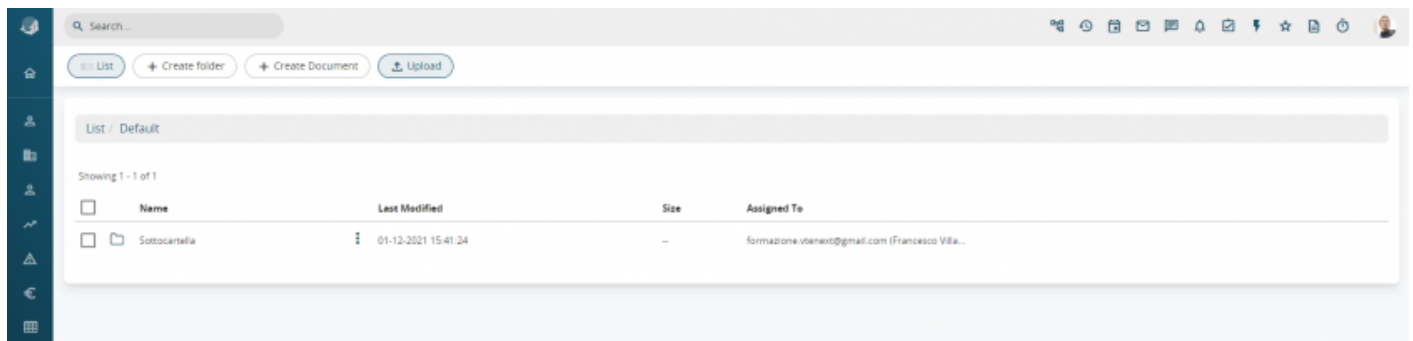 Search...
List + Create folder + Create Document Upload
List / Default
Showing 1 - 1 of 1
Name Last Modified Size Assigned To
Sottocartella 01-12-2021 15:41:24 -- formazione.vtenext@gmail.com (Francesco Villa...